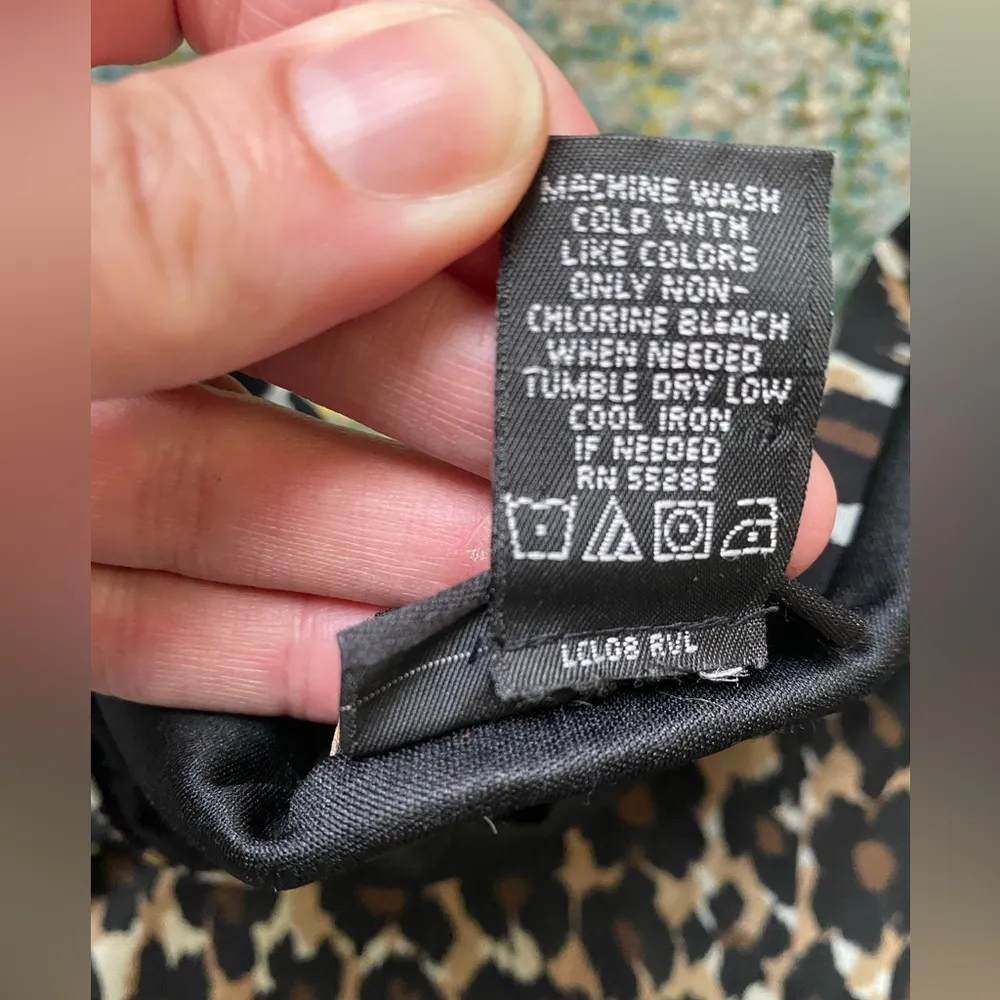 MACHINE WASH
COLD WITH
LIKE COLORS
ONLY NON-
CHLORINE BLEACH
WHEN NEEDED
TUMBLE DRY LOW
COOL IRON
IF NEEDED
RN 55285
RVL